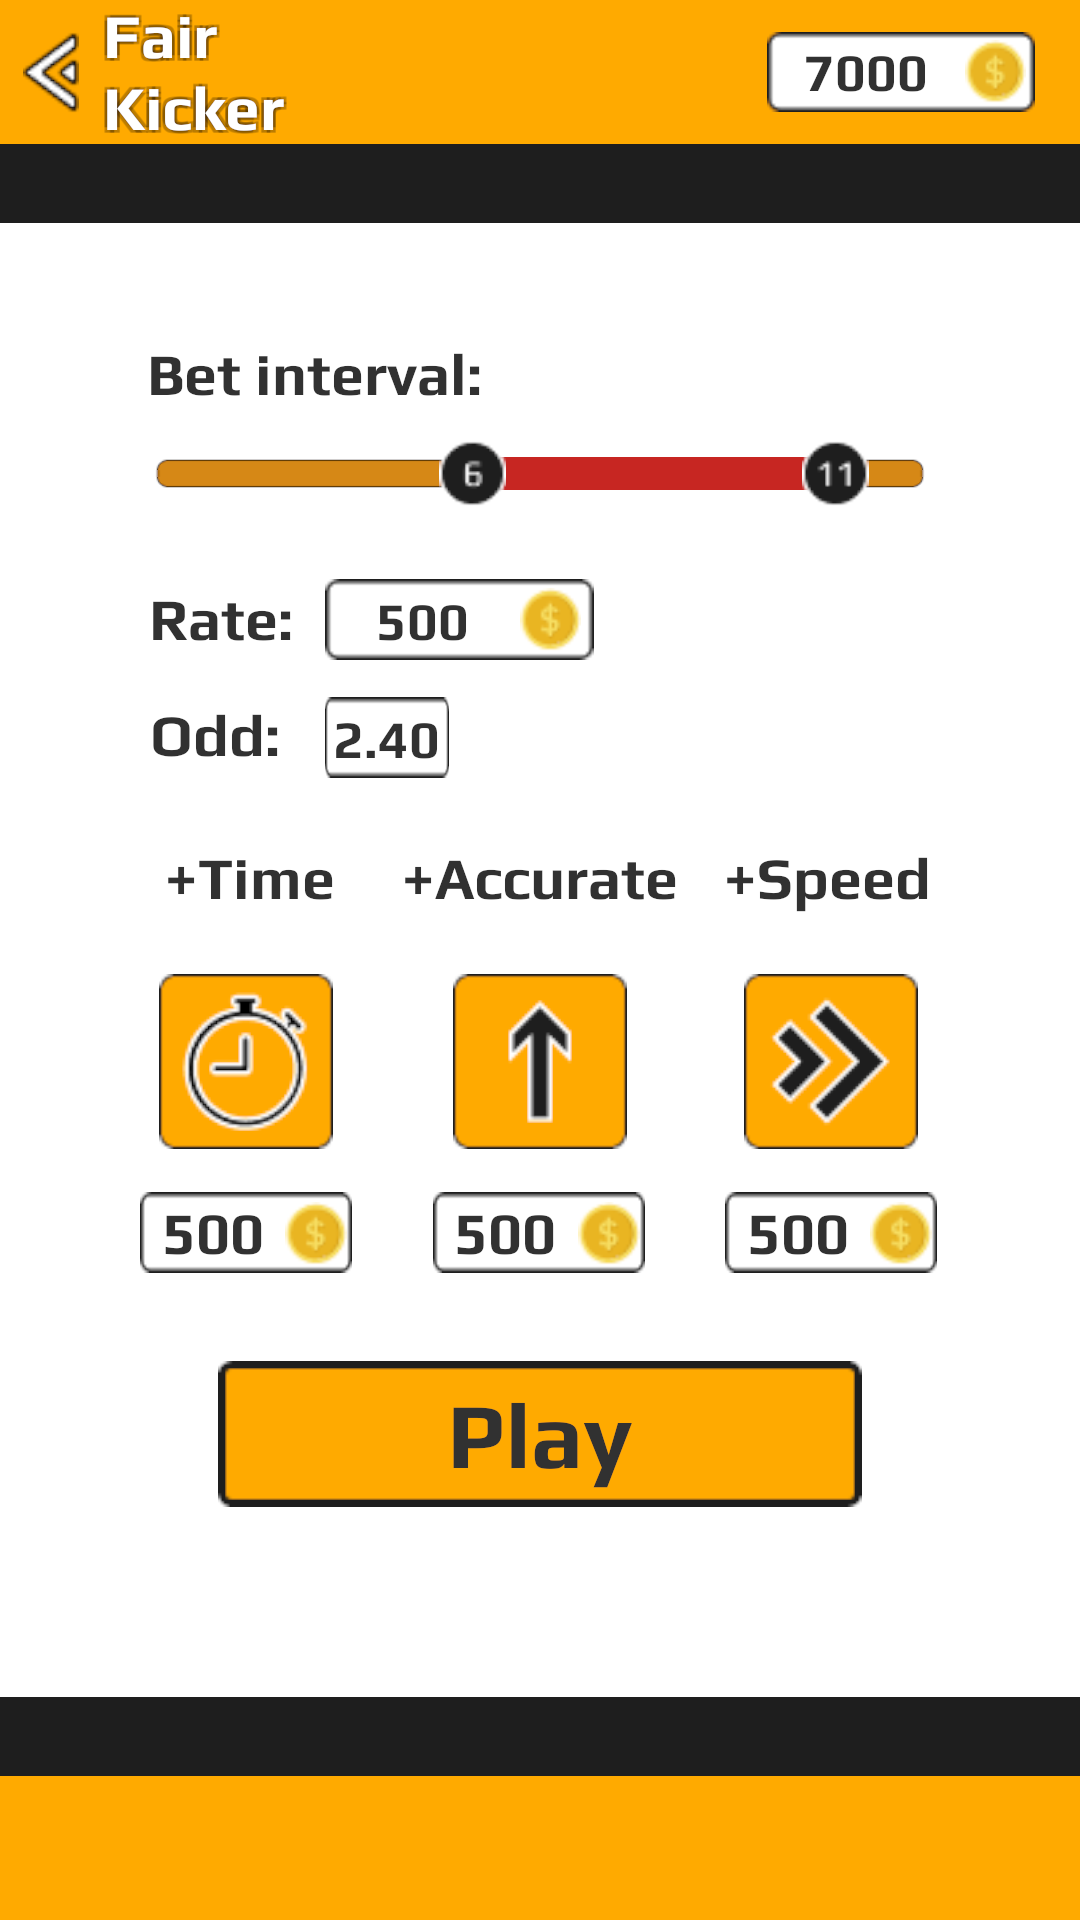 Fair
Kicker
7000 $
Bet interval:
6 11
Rate: 500 $
Odd: 2.40
+Time +Accurate +Speed
500 $ 500 $ 500 $
Play